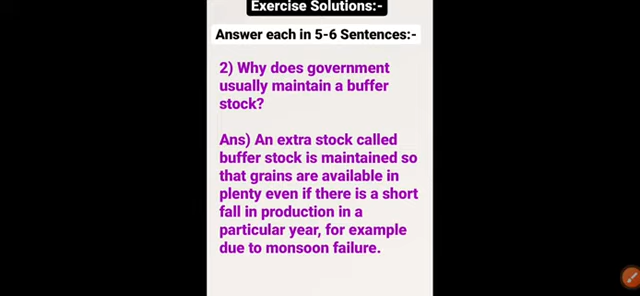 Exercise Solutions:-
Answer each in 5-6 Sentences:-
2) Why does government
usually maintain a buffer
stock?
Ans) An extra stock called
buffer stock is maintained so
that grains are available in
plenty even if there is a short
fall in production in a
particular year, for example
due to monsoon failure.